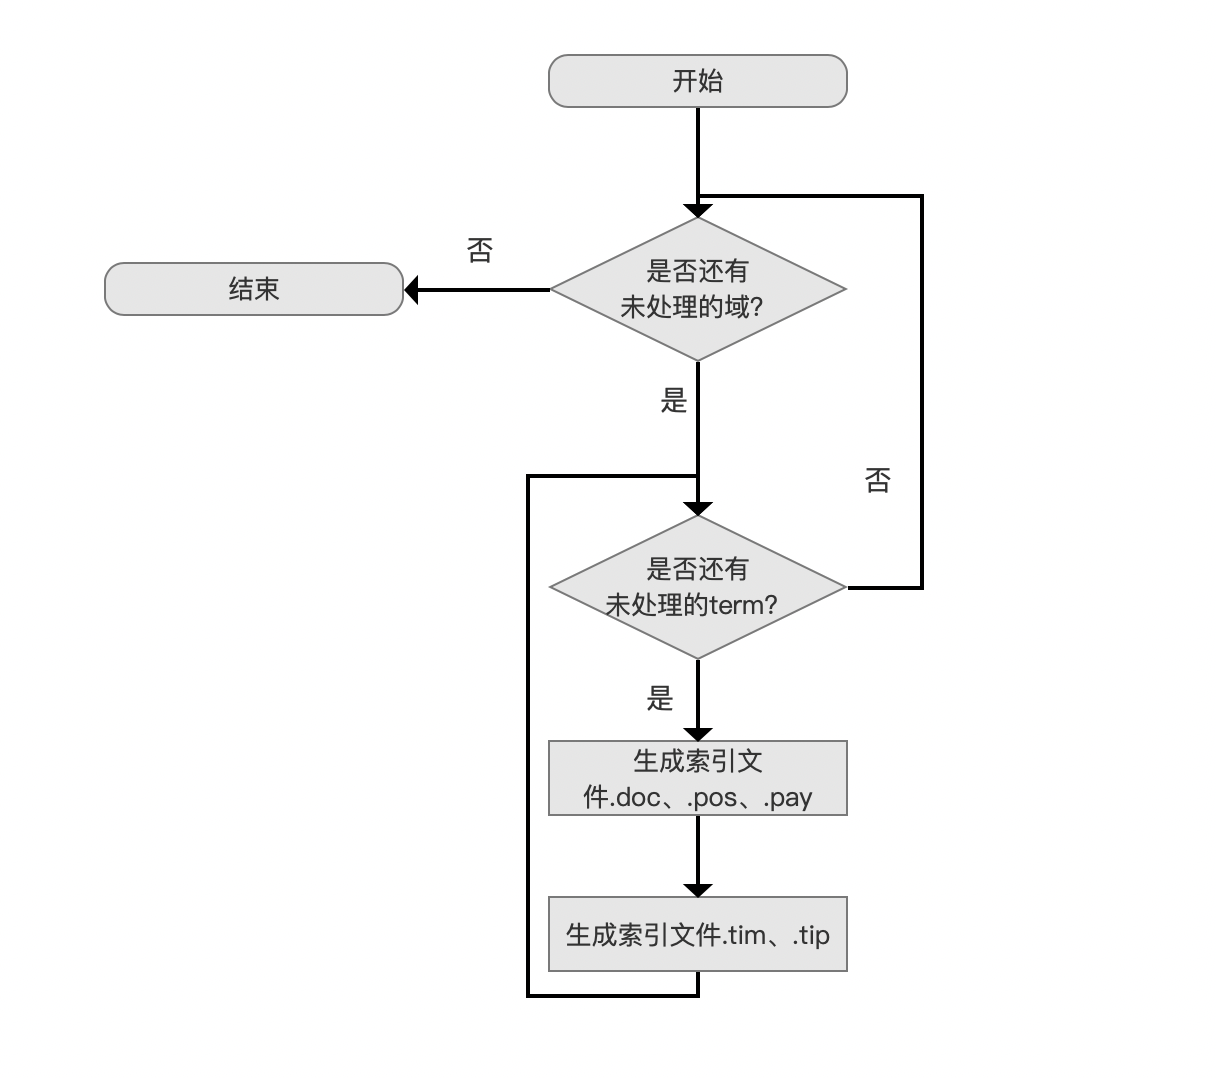 开始
否
是否还有
未处理的域?
结束
是
否
是否还有
未处理的term?
是
生成索引文
件.doc、.pos、.pay
生成索引文件.tim、.tip